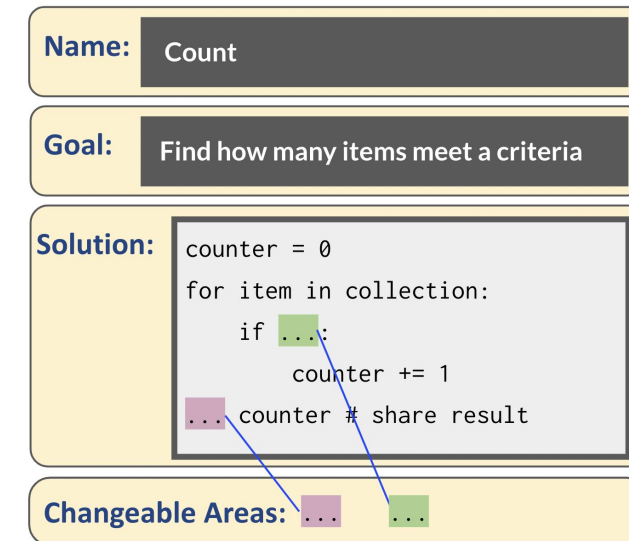 Name: Count
Goal: Find how many items meet a criteria
Solution:
counter = 0
for item in collection:
    if ...:
        counter += 1
... counter # share result
Changeable Areas: ... ...